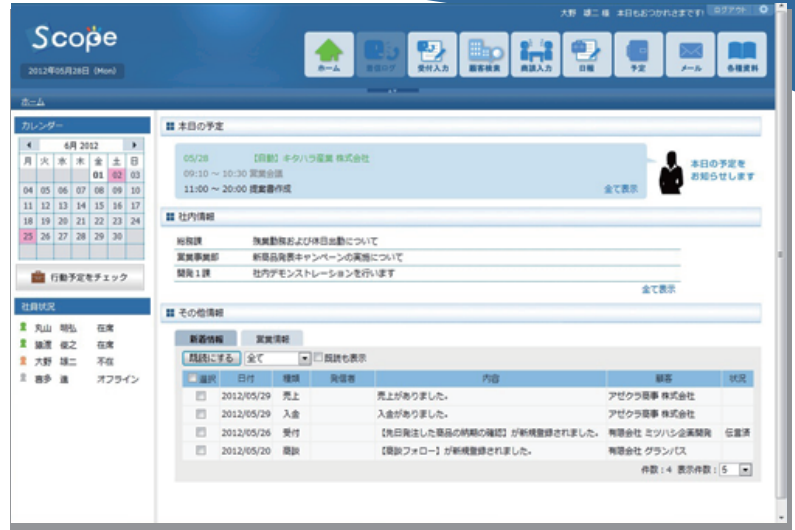 大野 雄二 様 本日もおつかれさまです! ログアウト
Scope
2012年05月28日 (Mon)
ホーム 着信ログ 受付入力 顧客検索 商談入力 日報 予定 メール 各種資料
ホーム
カレンダー
6月 2012
月 火 水 木 金 土 日
01 02 03
04 05 06 07 08 09 10
11 12 13 14 15 16 17
18 19 20 21 22 23 24
25 26 27 28 29 30
行動予定をチェック
社員状況
丸山 明弘 在席
俊之 在席
大野 雄二 不在
喜多 進 オフライン
本日の予定
05/28 【自動】キタハラ産業 株式会社
09:10 ~ 10:30 営業会議
11:00 ~ 20:00 提案書作成
全て表示
本日の予定を
お知らせします
社内情報
総務課 残業勤務および休日出勤について
営業事業部 新商品発表キャンペーンの実施について
開発1課 社内デモンストレーションを行います
全て表示
その他情報
新着情報 営業情報
既読にする 全て 既読も表示
選択 日付 種類 発信者 内容 顧客 状況
2012/05/29 売上 売上がありました。 アゼクラ商事 株式会社
2012/05/29 入金 入金がありました。 アゼクラ商事 株式会社
2012/05/26 受付 【先日発注した商品の納期の確認】が新規登録されました。 有限会社 ミツハシ企画開発 伝言済
2012/05/20 商談 【商談フォロー】が新規登録されました。 有限会社 グランパス
件数:4 表示件数: 5